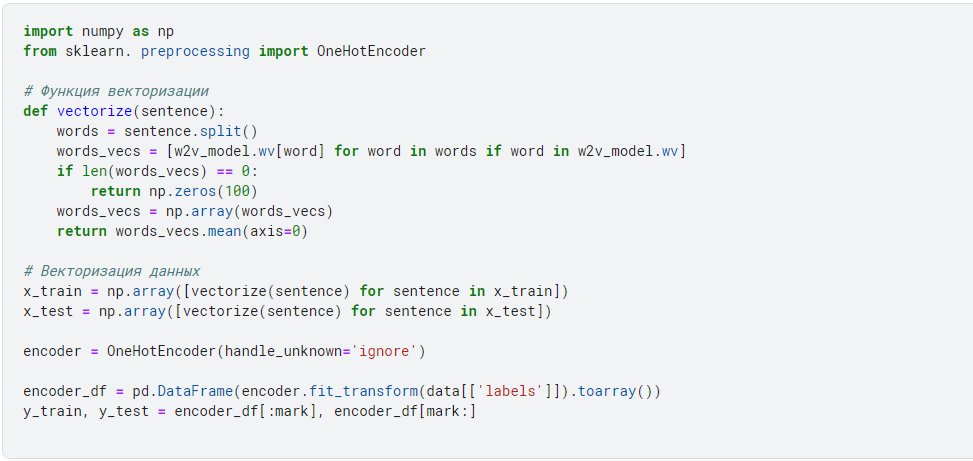 import numpy as np
from sklearn. preprocessing import OneHotEncoder
# Функция векторизации
def vectorize(sentence):
    words = sentence.split()
    words_vecs = [w2v_model.wv[word] for word in words if word in w2v_model.wv]
    if len(words_vecs) == 0:
        return np.zeros(100)
    words_vecs = np.array(words_vecs)
    return words_vecs.mean(axis=0)
# Векторизация данных
x_train = np.array([vectorize(sentence) for sentence in x_train])
x_test = np.array([vectorize(sentence) for sentence in x_test])
encoder = OneHotEncoder(handle_unknown='ignore')
encoder_df = pd.DataFrame(encoder.fit_transform(data[['labels']]).toarray())
y_train, y_test = encoder_df[:mark], encoder_df[mark:]